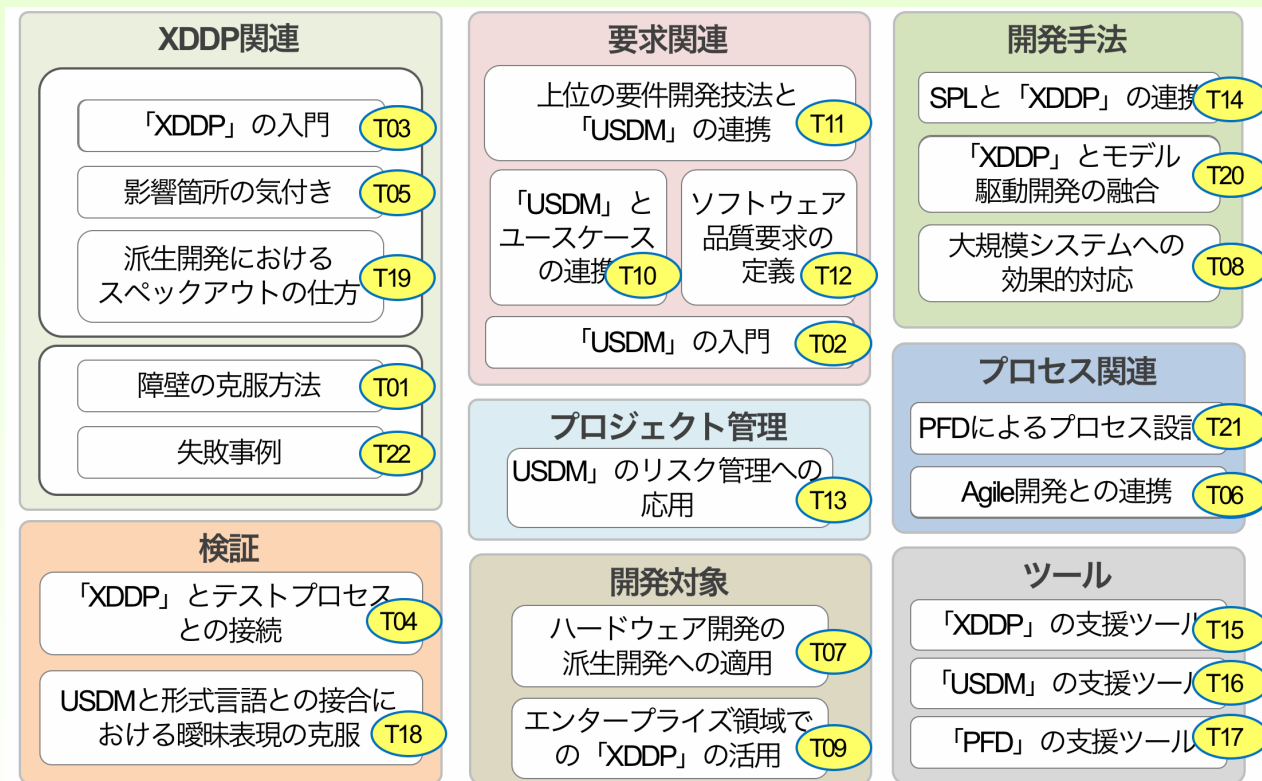 XDDP関連
「XDDP」の入門
T03
影響箇所の気付き
T05
派生開発における
スペックアウトの仕方
T19
障壁の克服方法
T01
失敗事例
T22
検証
「XDDP」とテストプロセス
との接続
T04
USDMと形式言語との接合に
おける曖昧表現の克服
T18
要求関連
上位の要件開発技法と
「USDM」の連携
T11
「USDM」と
ユースケース
の連携
T10
ソフトウェア
品質要求の
定義
T12
「USDM」の入門
T02
プロジェクト管理
USDM」のリスク管理への
応用
T13
開発対象
ハードウェア開発の
派生開発への適用
T07
エンタープライズ領域で
の「XDDP」の活用
T09
開発手法
SPLと「XDDP」の連携
T14
「XDDP」とモデル
駆動開発の融合
T20
大規模システムへの
効果的対応
T08
プロセス関連
PFDによるプロセス設計
T21
Agile開発との連携
T06
ツール
「XDDP」の支援ツール
T15
「USDM」の支援ツール
T16
「PFD」の支援ツール
T17